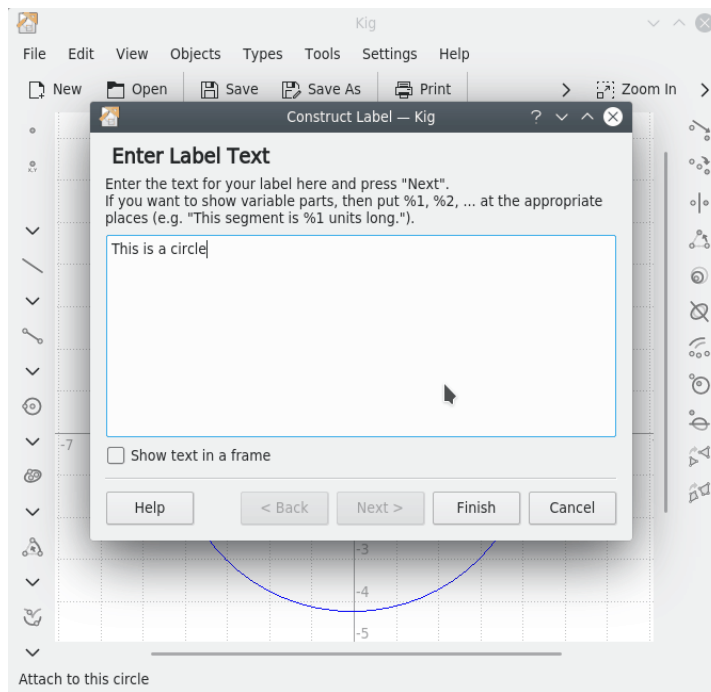 Kig
File Edit View Objects Types Tools Settings Help
New Open Save Save As Print Zoom In
Construct Label — Kig
Enter Label Text
Enter the text for your label here and press "Next".
If you want to show variable parts, then put %1, %2, ... at the appropriate
places (e.g. "This segment is %1 units long.").
This is a circle
-7
Show text in a frame
Help < Back Next > Finish Cancel
-3
-4
-5
Attach to this circle